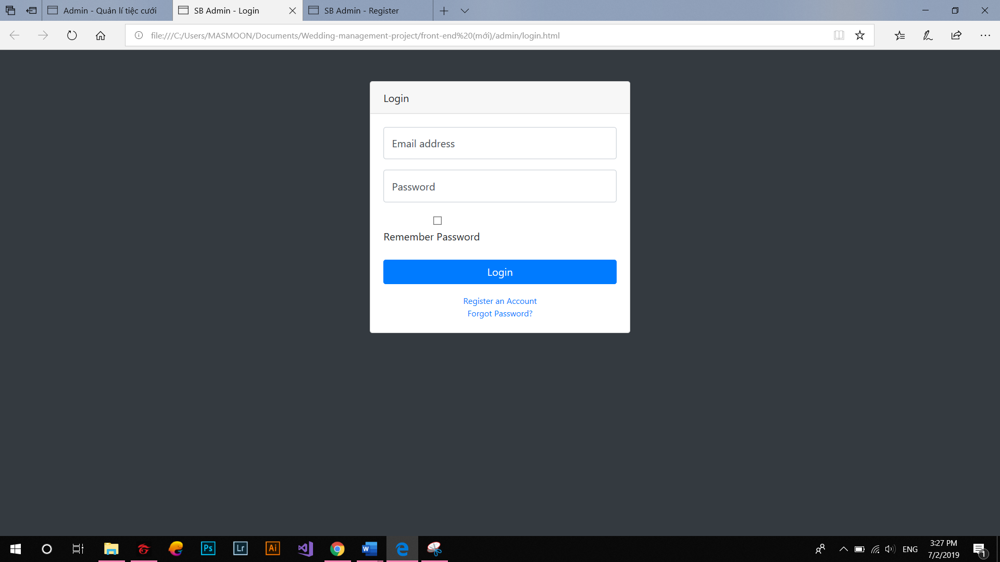 Admin - Quản lí tiệc cưới
SB Admin - Login
SB Admin - Register
file:///C:/Users/MASMOON/Documents/Wedding-management-project/front-end%20(mới)/admin/login.html
Login
Email address
Password
Remember Password
Login
Register an Account
Forgot Password?
Ps
Lr
Ai
W
ENG
3:27 PM
7/2/2019
1